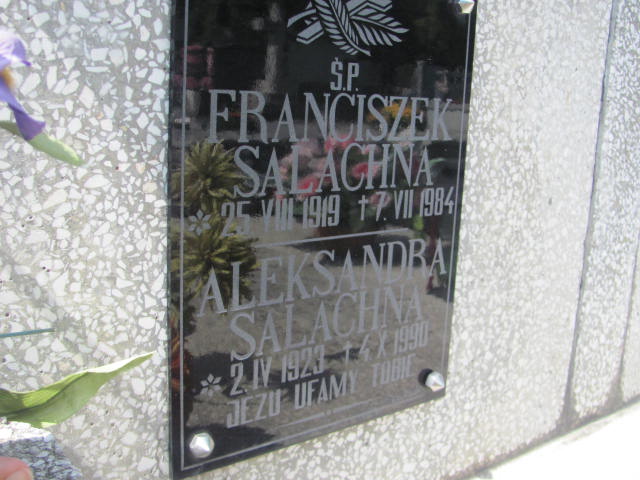 Ś.P.
FRANCISZEK
SALACHNA
25 VIII 1919 † 7. VII 1984
ALEKSANDRA
SALACHNA
2. IV 1923 † 4 X 1990
JEZU UFAMY TOBIE